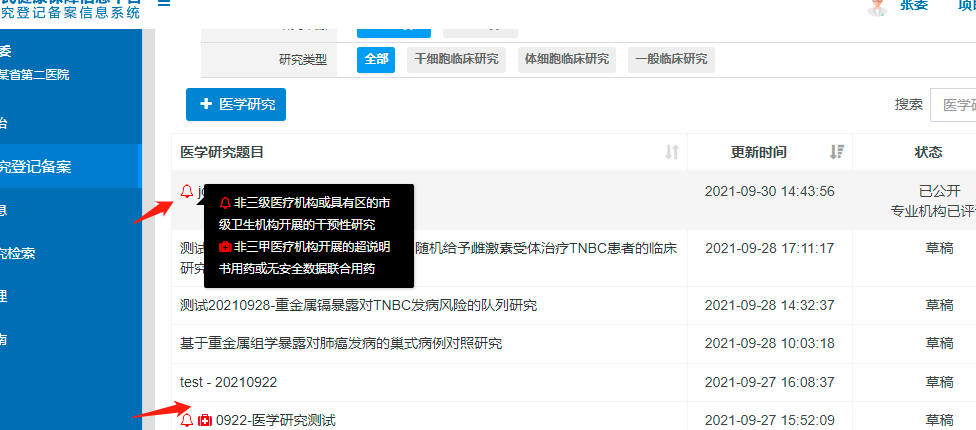 究登记备案信息系统
张委
项目
委
某省第二医院
研究类型
全部 干细胞临床研究 体细胞临床研究 一般临床研究
医学研究
搜索
医学研
治
医学研究题目 更新时间 状态
究登记备案
2021-09-30 14:43:56 已公开
专业机构已评
非三级医疗机构或具有区的市
级卫生机构开展的干预性研究
非三甲医疗机构开展的超说明
书用药或无安全数据联合用药
息
测试
随机给予雌激素受体治疗TNBC患者的临床
研究
2021-09-28 17:11:17 草稿
究检索
测试20210928-重金属镉暴露对TNBC发病风险的队列研究 2021-09-28 14:32:37 草稿
理
基于重金属组学暴露对肺癌发病的巢式病例对照研究 2021-09-28 10:03:18 草稿
南
test - 20210922 2021-09-27 16:08:37 草稿
0922-医学研究测试 2021-09-27 15:52:09 草稿